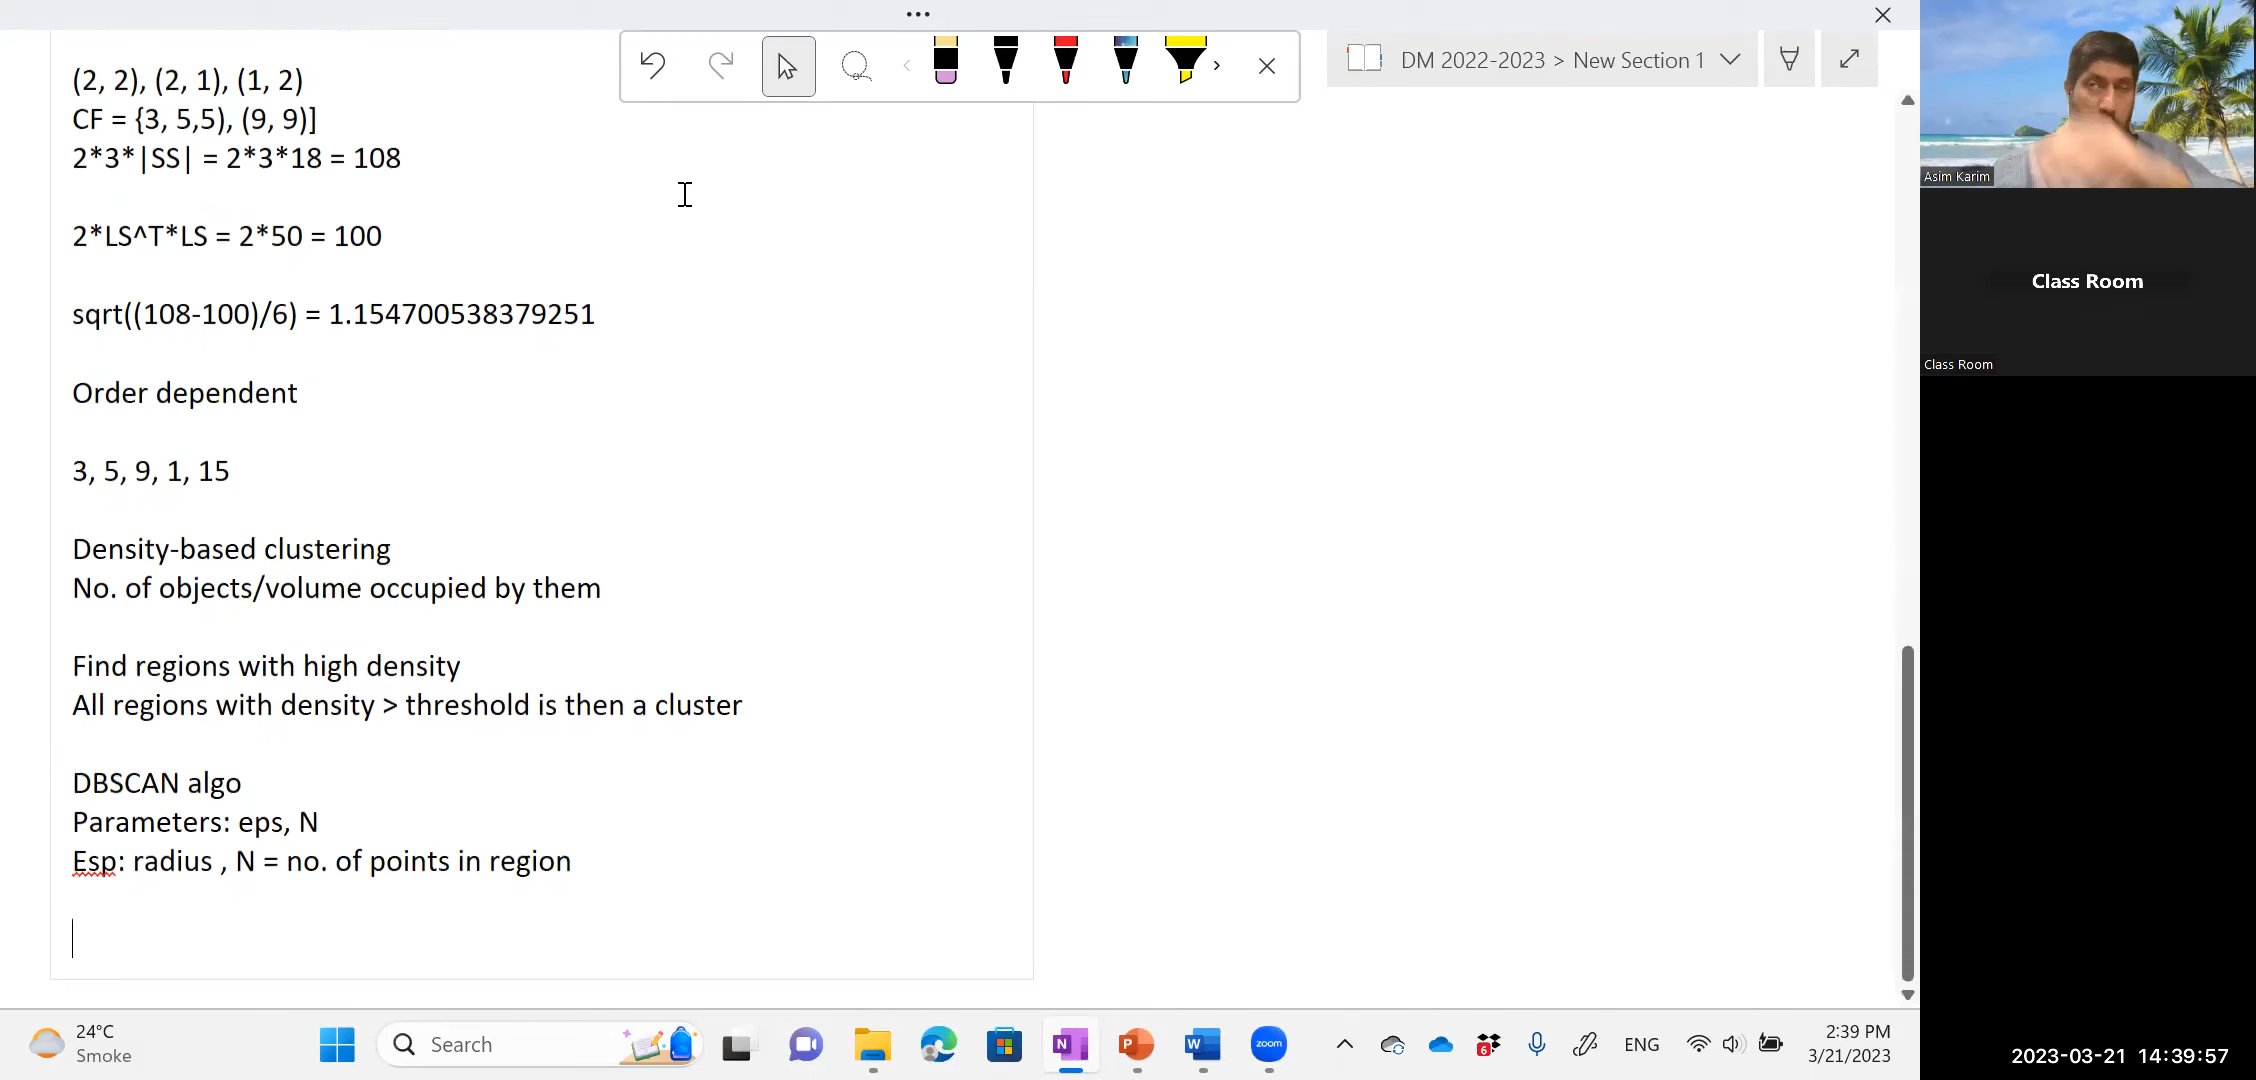 DM 2022-2023 > New Section 1
(2, 2), (2, 1), (1, 2)
CF = {3, 5,5), (9, 9)]
2*3*|SS| = 2*3*18 = 108
2*LS^T*LS = 2*50 = 100
sqrt((108-100)/6) = 1.154700538379251
Order dependent
3, 5, 9, 1, 15
Density-based clustering
No. of objects/volume occupied by them
Find regions with high density
All regions with density > threshold is then a cluster
DBSCAN algo
Parameters: eps, N
Esp: radius , N = no. of points in region
Asim Karim
Class Room
Class Room
24°C
Smoke
Search
N
P
W
zoom
6
ENG
2:39 PM
3/21/2023
2023-03-21 14:39:57